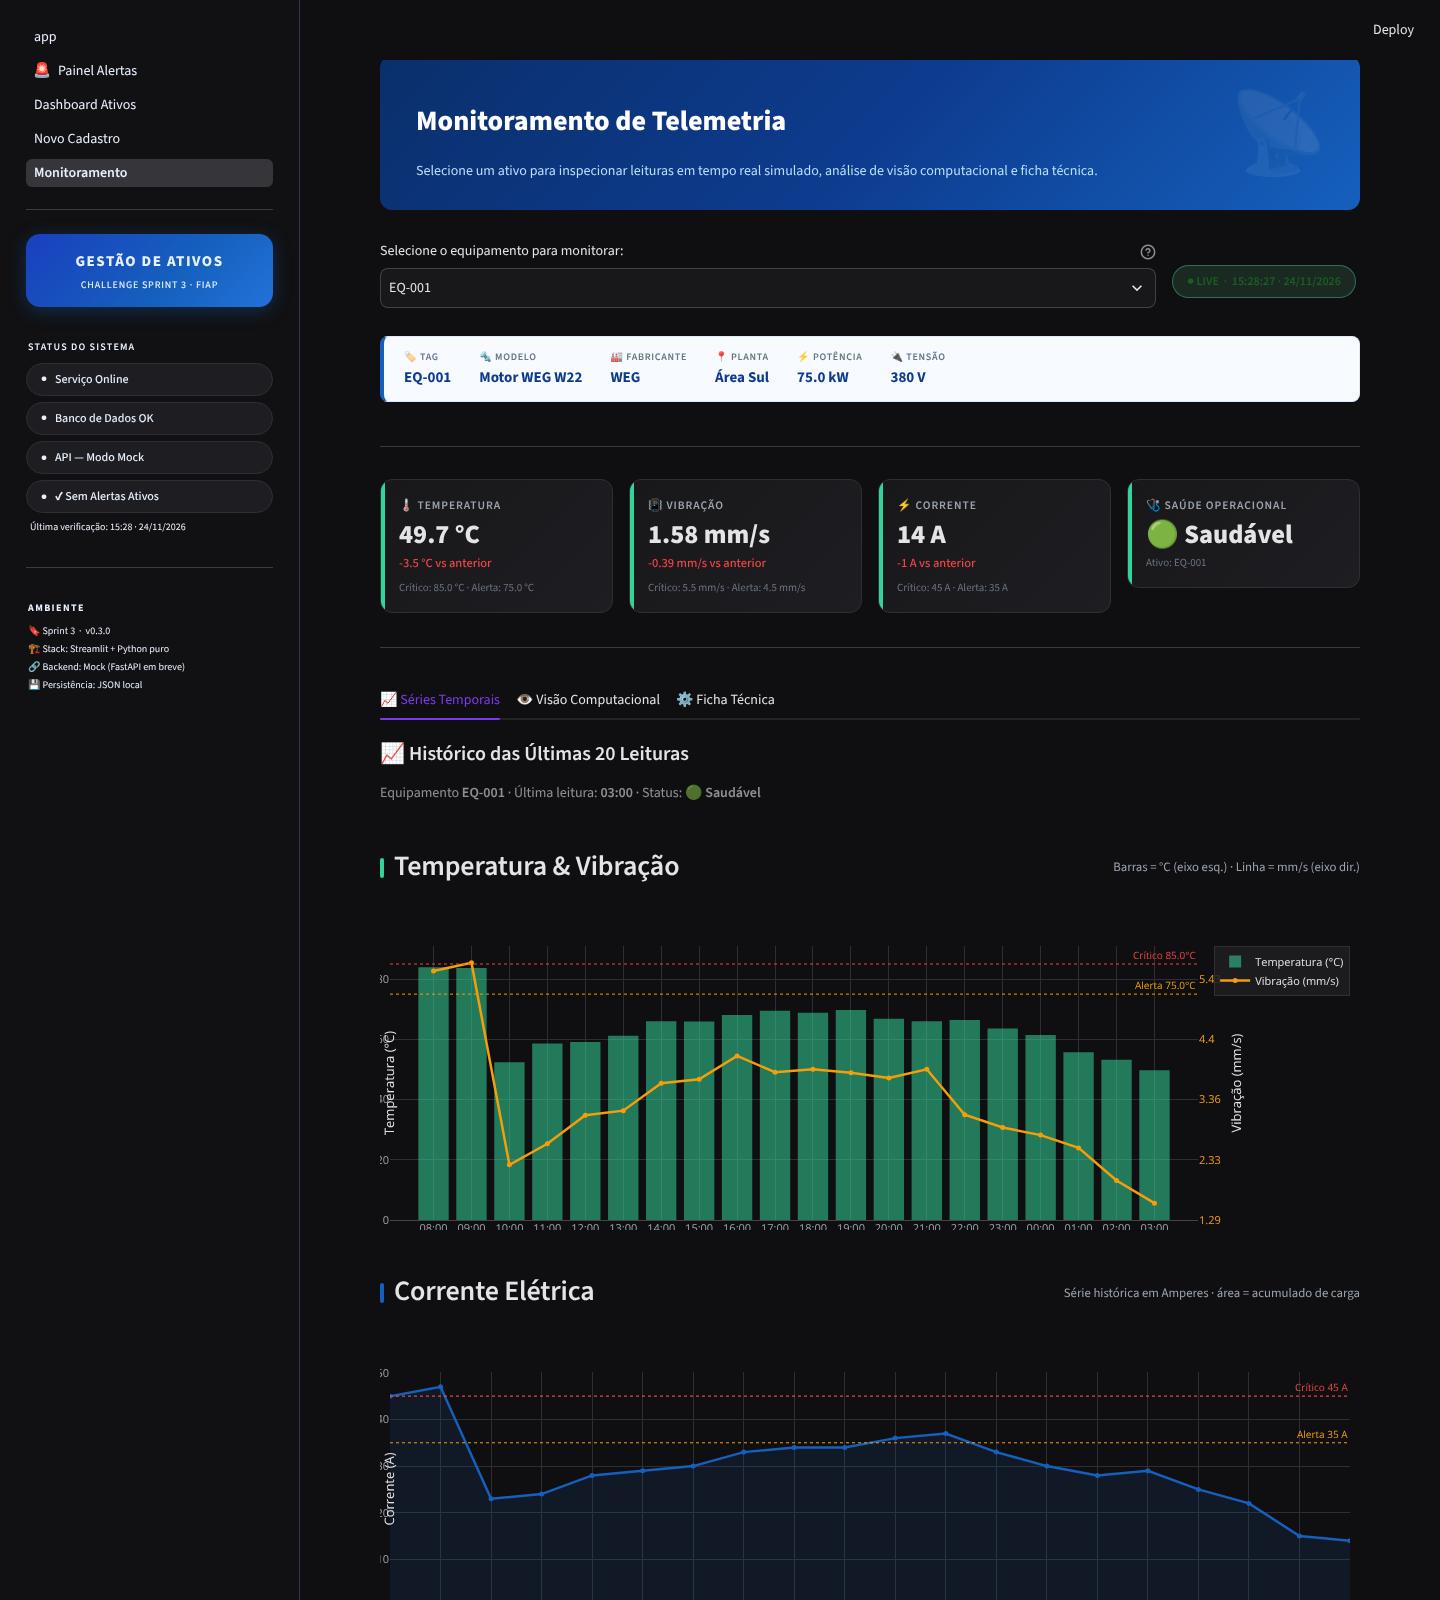 app
🚨 Painel Alertas
Dashboard Ativos
Novo Cadastro
Monitoramento
GESTÃO DE ATIVOS
CHALLENGE SPRINT 3 · FIAP
STATUS DO SISTEMA
● Serviço Online
● Banco de Dados OK
● API — Modo Mock
● ✓ Sem Alertas Ativos
Última verificação: 15:28 · 24/11/2026
AMBIENTE
🔖 Sprint 3 · v0.3.0
🏗️ Stack: Streamlit + Python puro
🔗 Backend: Mock (FastAPI em breve)
💾 Persistência: JSON local
Deploy
Monitoramento de Telemetria
Selecione um ativo para inspecionar leituras em tempo real simulado, análise de visão computacional e ficha técnica.
Selecione o equipamento para monitorar:
EQ-001
● LIVE · 15:28:27 · 24/11/2026
🏷️ TAG 🔩 MODELO 🏭 FABRICANTE 📍 PLANTA ⚡ POTÊNCIA 🔌 TENSÃO
EQ-001 Motor WEG W22 WEG Área Sul 75.0 kW 380 V
🌡️ TEMPERATURA
49.7 °C
-3.5 °C vs anterior
Crítico: 85.0 °C · Alerta: 75.0 °C
📳 VIBRAÇÃO
1.58 mm/s
-0.39 mm/s vs anterior
Crítico: 5.5 mm/s · Alerta: 4.5 mm/s
⚡ CORRENTE
14 A
-1 A vs anterior
Crítico: 45 A · Alerta: 35 A
🩺 SAÚDE OPERACIONAL
🟢 Saudável
Ativo: EQ-001
📈 Séries Temporais 👁️ Visão Computacional ⚙️ Ficha Técnica
📈 Histórico das Últimas 20 Leituras
Equipamento EQ-001 · Última leitura: 03:00 · Status: 🟢 Saudável
Temperatura & Vibração
Barras = °C (eixo esq.) · Linha = mm/s (eixo dir.)
Crítico 85.0°C
Alerta 75.0°C
Temperatura (°C)
Vibração (mm/s)
Temperatura (°C)
20
0
4.4
3.36
2.33
1.29
Vibração (mm/s)
08:00 09:00 10:00 11:00 12:00 13:00 14:00 15:00 16:00 17:00 18:00 19:00 20:00 21:00 22:00 23:00 00:00 01:00 02:00 03:00
Corrente Elétrica
Série histórica em Amperes · área = acumulado de carga
Crítico 45 A
Alerta 35 A
Corrente (A)
40
10